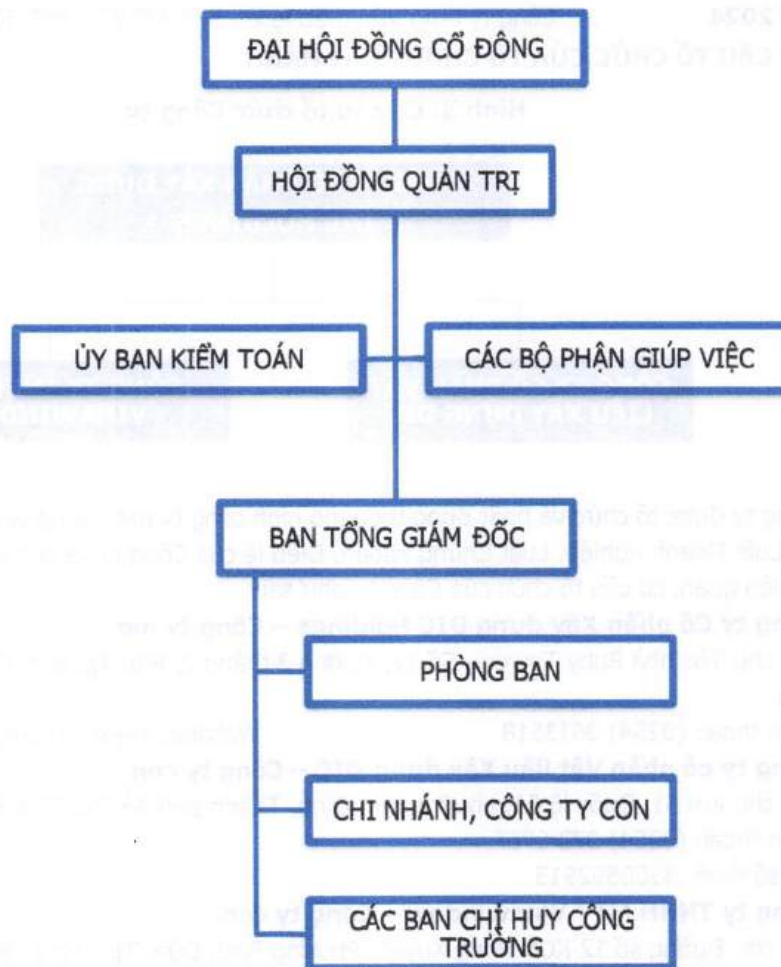 ĐẠI HỘI ĐỒNG CỔ ĐÔNG
HỘI ĐỒNG QUẢN TRỊ
ỦY BAN KIỂM TOÁN
CÁC BỘ PHẬN GIÚP VIỆC
BAN TỔNG GIÁM ĐỐC
PHÒNG BAN
CHI NHÁNH, CÔNG TY CON
CÁC BAN CHỈ HUY CÔNG
TRƯỜNG